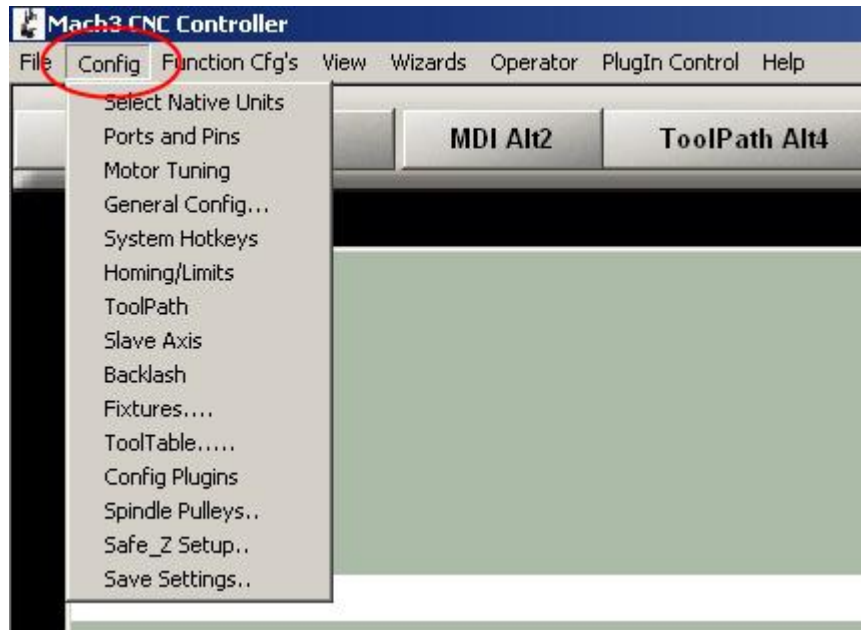 Mach3 CNC Controller
File Config Function Cfg's View Wizards Operator PlugIn Control Help
Select Native Units
Ports and Pins
Motor Tuning
General Config...
System Hotkeys
Homing/Limits
ToolPath
Slave Axis
Backlash
Fixtures....
ToolTable.....
Config Plugins
Spindle Pulleys..
Safe_Z Setup..
Save Settings..
MDI Alt2
ToolPath Alt4